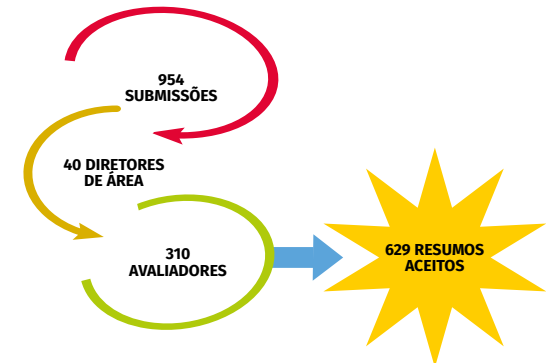 954
SUBMISSÕES
40 DIRETORES
DE ÁREA
310
AVALIADORES
629 RESUMOS
ACEITOS